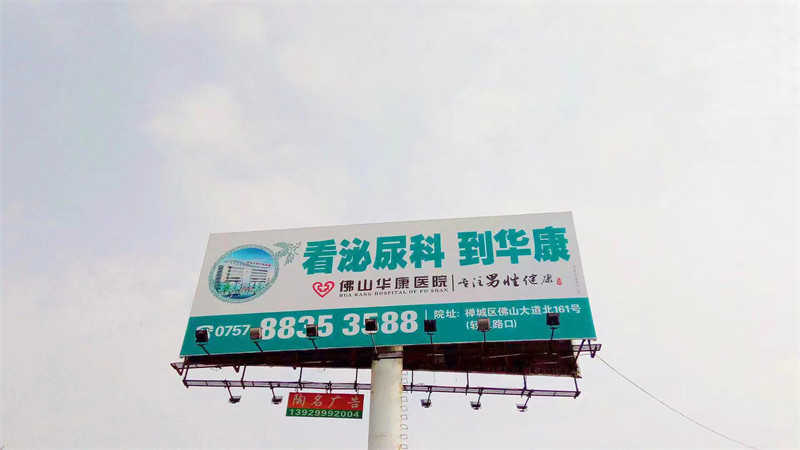 看泌尿科 到华康
佛山华康医院 专注男性健康
HUA KANG HOSPITAL OF FO SHAN
0757-8835 3588
院址: 禅城区佛山大道北161号
路口)
陶名广告
13929992004